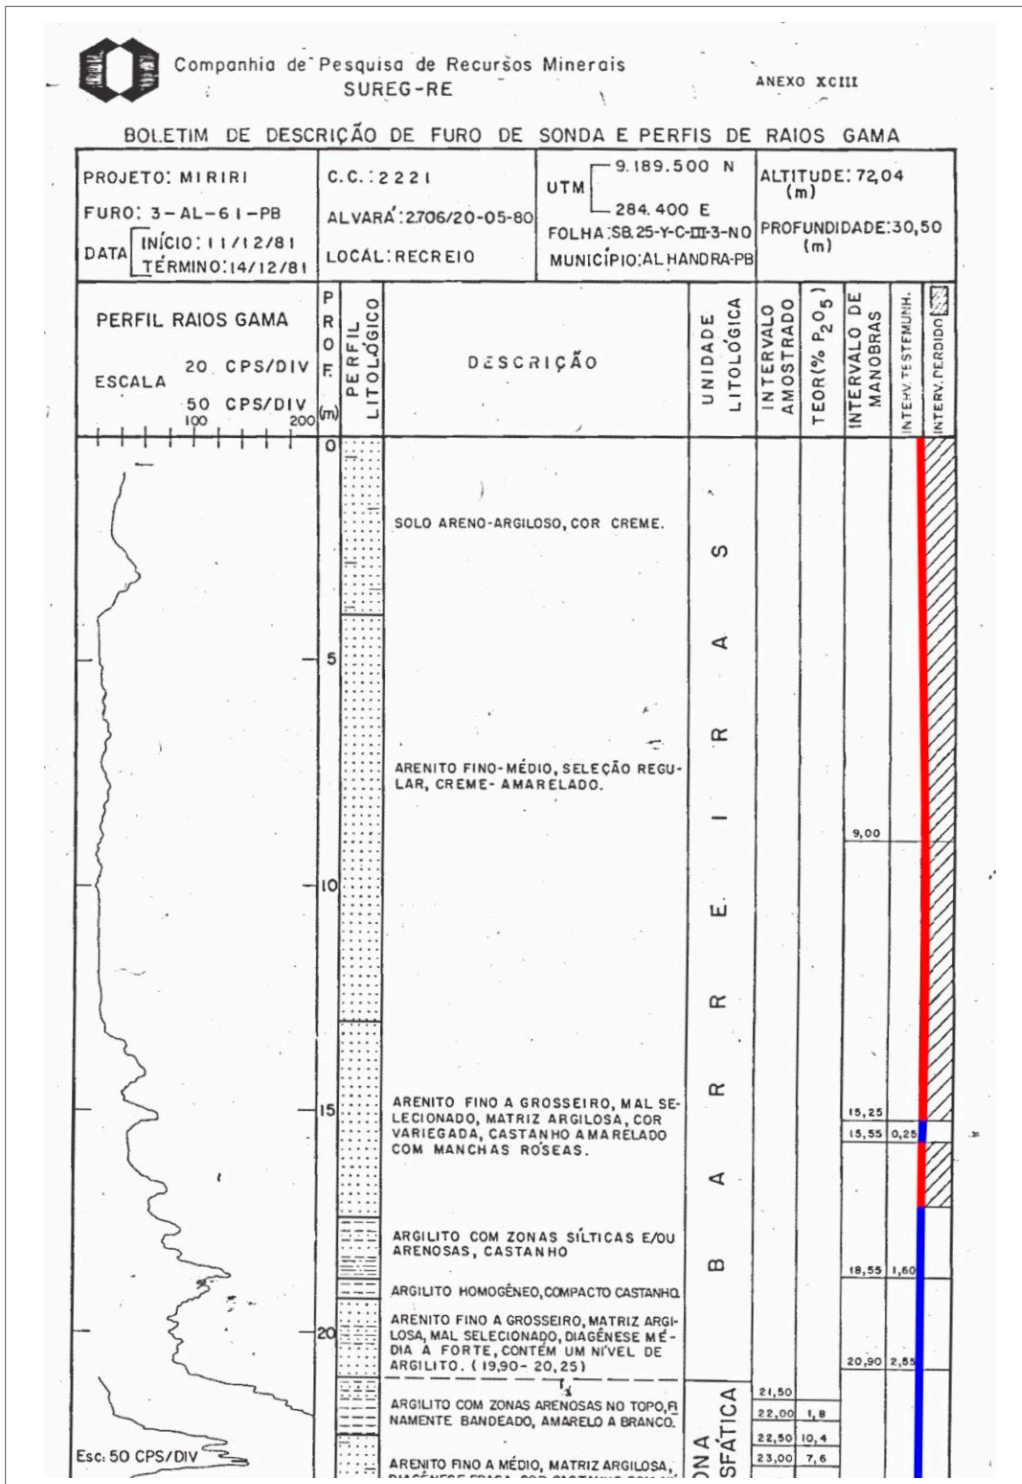 Companhia de Pesquisa de Recursos Minerais
SUREG-RE
ANEXO XCIII
BOLETIM DE DESCRIÇÃO DE FURO DE SONDA E PERFIS DE RAIOS GAMA
PROJETO: MIRIRI
FURO: 3-AL-61-PB
DATA
INÍCIO: 11/12/81
TÉRMINO: 14/12/81
C.C.: 2221
ALVARÁ: 2.706/20-05-80
LOCAL: RECREIO
UTM
9.189.500 N
284.400 E
FOLHA: SB.25-Y-C-III-3-NO
MUNICÍPIO: ALHANDRA-PB
ALTITUDE: 72,04
(m)
PROFUNDIDADE: 30,50
(m)
PERFIL RAIOS GAMA
ESCALA
20 CPS/DIV
50 CPS/DIV
100 200
PROF. (m)
PERFIL LITOLÓGICO
DESCRIÇÃO
UNIDADE LITOLÓGICA
INTERVALO AMOSTRADO
TEOR (% P2O5)
INTERVALO DE MANOBRAS
INTERV. TESTEMUNH.
INTERV. PERDIDO
0
SOLO ARENO-ARGILOSO, COR CREME.
5
ARENITO FINO-MÉDIO, SELEÇÃO REGU-
LAR, CREME-AMARELADO.
9,00
10
BARREIRAS
15
ARENITO FINO A GROSSEIRO, MAL SE-
LECIONADO, MATRIZ ARGILOSA, COR
VARIEGADA, CASTANHO AMARELADO
COM MANCHAS RÓSEAS.
15,25
15,55 0,25
ARGILITO COM ZONAS SÍLTICAS E/OU
ARENOSAS, CASTANHO
18,55 1,60
ARGILITO HOMOGÊNEO, COMPACTO CASTANHO.
20
ARENITO FINO A GROSSEIRO, MATRIZ ARGI-
LOSA, MAL SELECIONADO, DIAGÊNESE MÉ-
DIA A FORTE, CONTÉM UM NÍVEL DE
ARGILITO. (19,90-20,25)
20,90 2,55
ARGILITO COM ZONAS ARENOSAS NO TOPO, FI
NAMENTE BANDEADO, AMARELO A BRANCO.
21,50
22,00 1,8
22,50 10,4
23,00 7,6
Esc: 50 CPS/DIV
ARENITO FINO A MÉDIO, MATRIZ ARGILOSA,